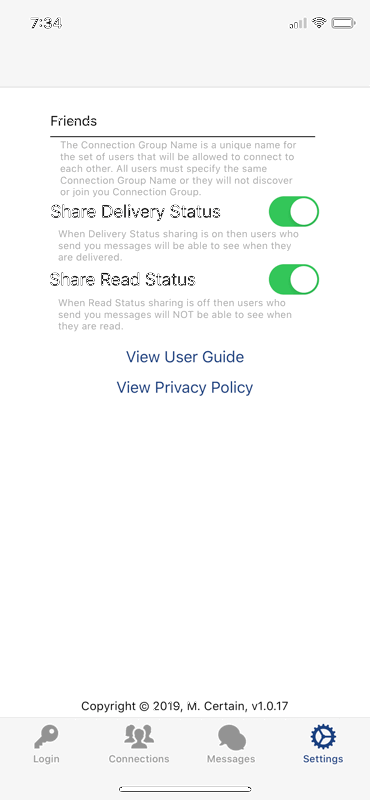 7:34
Friends
The Connection Group Name is a unique name for
the set of users that will be allowed to connect to
each other. All users must specify the same
Connection Group Name or they will not discover
or join you Connection Group.
Share Delivery Status
When Delivery Status sharing is on then users who
send you messages will be able to see when they
are delivered.
Share Read Status
When Read Status sharing is off then users who
send you messages will NOT be able to see when
they are read.
View User Guide
View Privacy Policy
Copyright © 2019, M. Certain, v1.0.17
Login Connections Messages Settings